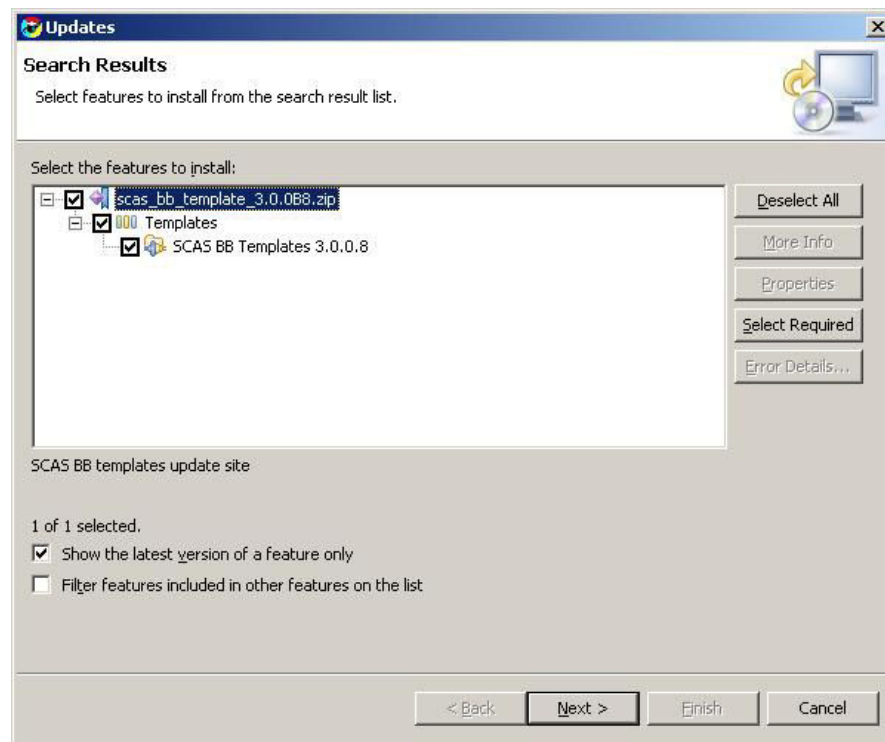 Updates
Search Results
Select features to install from the search result list.
Select the features to install:
scas_bb_template_3.0.0B8.zip
Templates
SCAS BB Templates 3.0.0.8
Deselect All
More Info
Properties
Select Required
Error Details...
SCAS BB templates update site
1 of 1 selected.
Show the latest version of a feature only
Filter features included in other features on the list
< Back
Next >
Finish
Cancel